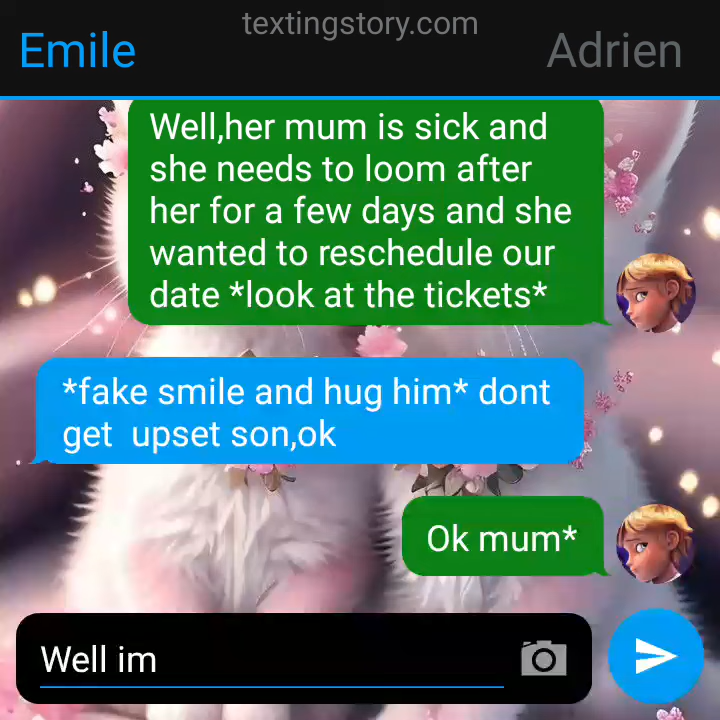 textingstory.com
Emile
Adrien
Well,her mum is sick and
she needs to loom after
her for a few days and she
wanted to reschedule our
date *look at the tickets*
*fake smile and hug him* dont
get  upset son,ok
Ok mum*
Well im